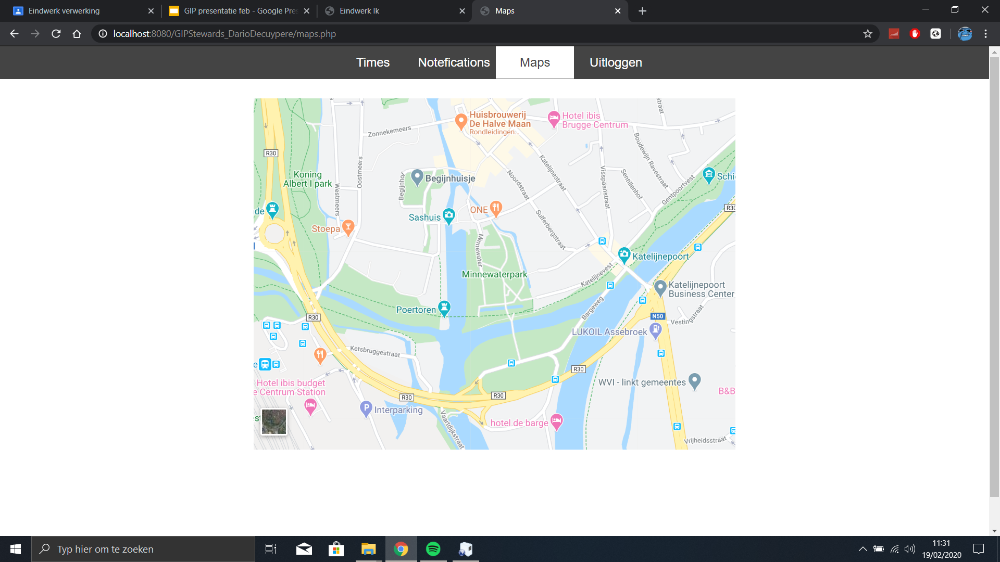 Eindwerk verwerking
GIP presentatie feb - Google Pres
Eindwerk Ik
Maps
localhost:8080/GIPStewards_DarioDecuypere/maps.php
Times
Notefications
Maps
Uitloggen
Huisbrouwerij
De Halve Maan
Rondleidingen...
Hotel ibis
Brugge Centrum
Zonnekemeers
R30
Koning
Albert I park
Oostmeers
Westmeers
Begijnhof
Begijnhuisje
Katelijnestraat
Noordstraat
Visspaanstraat
Sentillenhof
Boudewijn Ravestraat
straat
Gentpoortvest
Schi
R30
de
Stoepa
Sashuis
ONE
Sulferbergstraat
Minnewater
Minnewaterpark
Katelijnepoort
Katelijnevest
Katelijnepoort
Business Center
Bargeweg
Poertoren
R30
N50
Vestingstraat
LUKOIL Assebroek
Ketsbruggestraat
e
R30
WVI - linkt gemeentes
Hotel ibis budget
e Centrum Station
B&B
R30
R30
Interparking
est
Vaartdijkstraat
hotel de barge
Vrijheidsstraat
Typ hier om te zoeken
11:31
19/02/2020